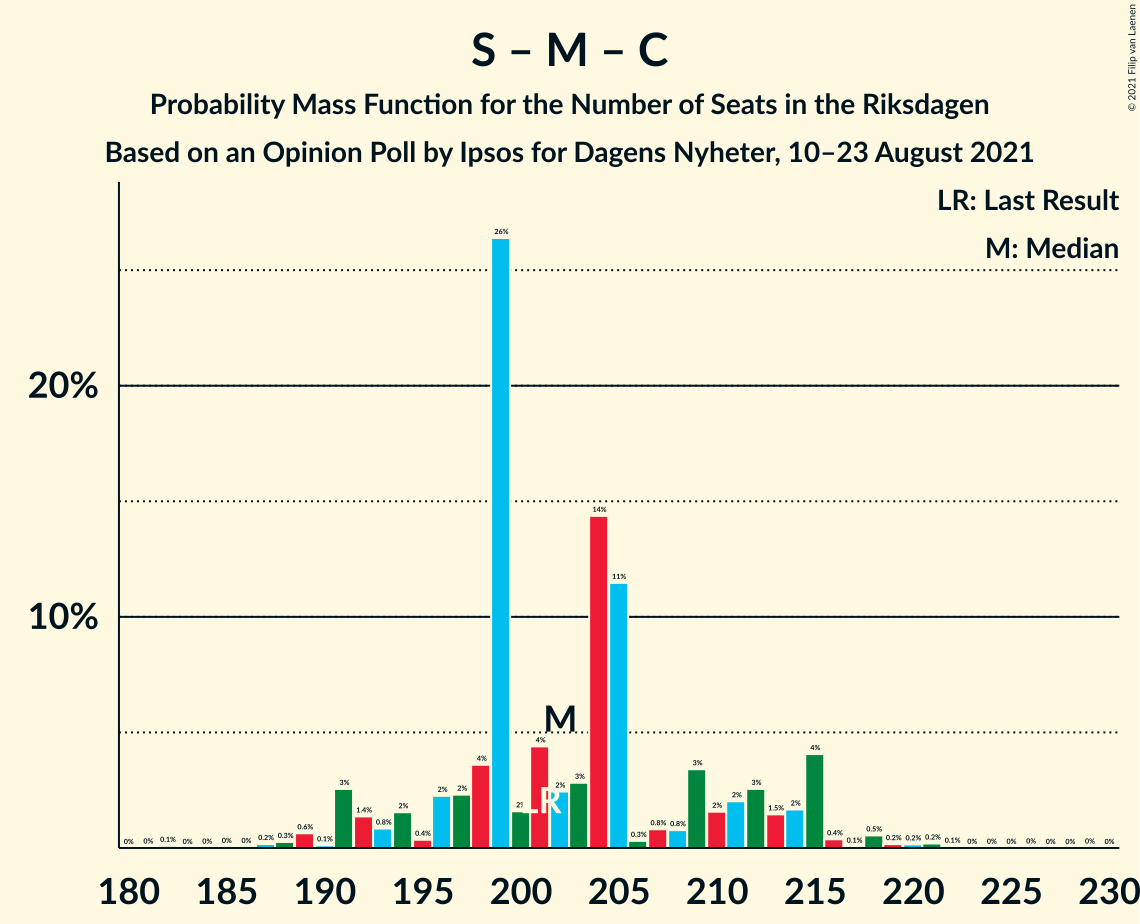 S – M – C
Probability Mass Function for the Number of Seats in the Riksdagen
Based on an Opinion Poll by Ipsos for Dagens Nyheter, 10–23 August 2021
© 2021 Filip van Laenen
LR: Last Result
M: Median
20%
10%
0% 0% 0.1% 0% 0% 0% 0% 0.2% 0.3% 0.6% 0.1% 3% 1.4% 0.8% 2% 0.4% 2% 2% 4% 26% 2% 4% 2% 3% 14% 11% 0.3% 0.8% 0.8% 3% 2% 2% 3% 1.5% 2% 4% 0.4% 0.1% 0.5% 0.2% 0.2% 0.2% 0.1% 0% 0% 0% 0% 0% 0% 0% 0%
M
LR
180 185 190 195 200 205 210 215 220 225 230